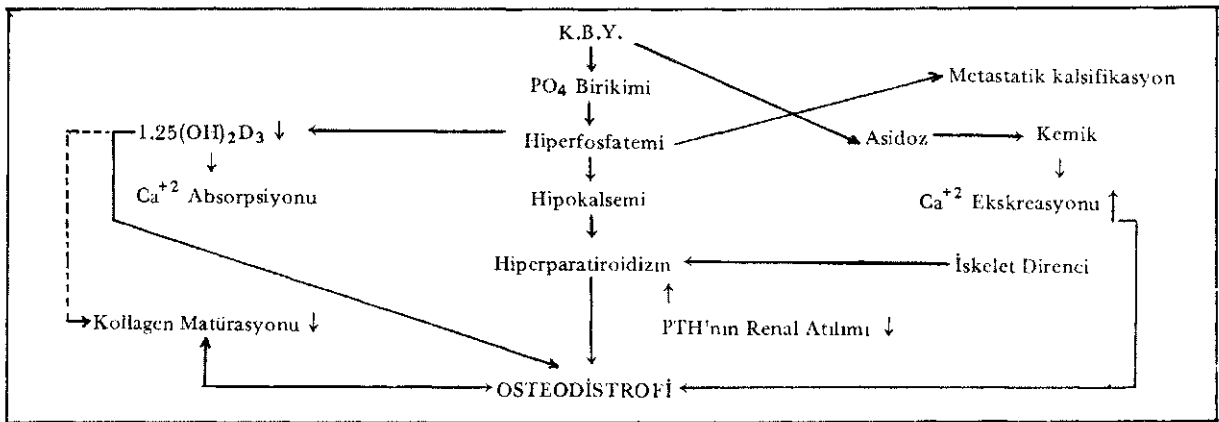 K.B.Y.
PO4 Birikimi
Metastatik kalsifikasyon
1.25(OH)2D3 ↓
Hiperfosfatemi
Asidoz
Kemik
Ca+2 Absorpsiyonu
Hipokalsemi
Ca+2 Ekskreasyonu ↑
Hiperparatiroidizm
İskelet Direnci
Kollagen Matürasyonu ↓
PTH'nın Renal Atılımı ↓
OSTEODİSTROFİ